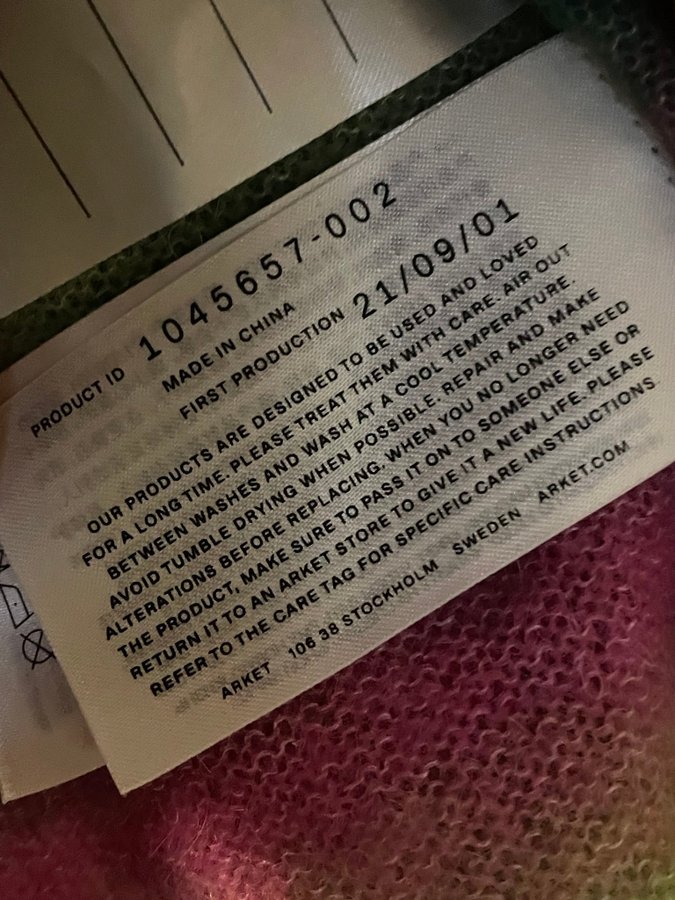 PRODUCT ID 1045657-002
MADE IN CHINA
FIRST PRODUCTION 21/09/01
OUR PRODUCTS ARE DESIGNED TO BE USED AND LOVED
FOR A LONG TIME. PLEASE TREAT THEM WITH CARE. AIR OUT
BETWEEN WASHES AND WASH AT A COOL TEMPERATURE.
AVOID TUMBLE DRYING WHEN POSSIBLE. REPAIR AND MAKE
ALTERATIONS BEFORE REPLACING. WHEN YOU NO LONGER NEED
THE PRODUCT, MAKE SURE TO PASS IT ON TO SOMEONE ELSE OR
RETURN IT TO AN ARKET STORE TO GIVE IT A NEW LIFE. PLEASE
REFER TO THE CARE TAG FOR SPECIFIC CARE INSTRUCTIONS.
ARKET 106 38 STOCKHOLM SWEDEN ARKET.COM